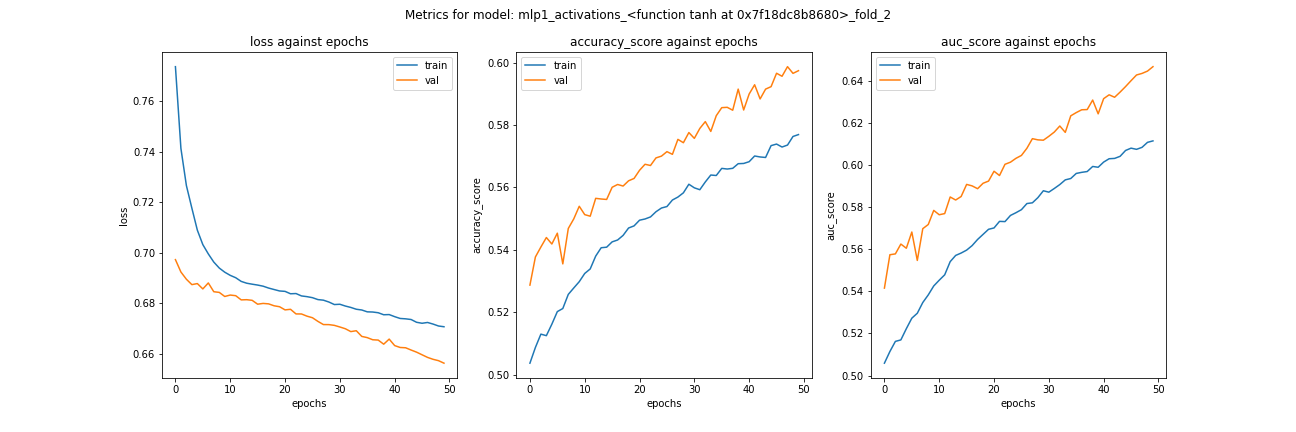 Metrics for model: mlp1_activations_<function tanh at 0x7f18dc8b8680>_fold_2
loss against epochs
train
val
0.76
0.74
0.72
0.70
0.68
0.66
loss
0
10
20
30
40
50
epochs
accuracy_score against epochs
train
val
0.60
0.58
0.56
0.54
0.52
0.50
accuracy_score
0
10
20
30
40
50
epochs
auc_score against epochs
train
val
0.64
0.62
0.60
0.58
0.56
0.54
0.52
0.50
auc_score
0
10
20
30
40
50
epochs